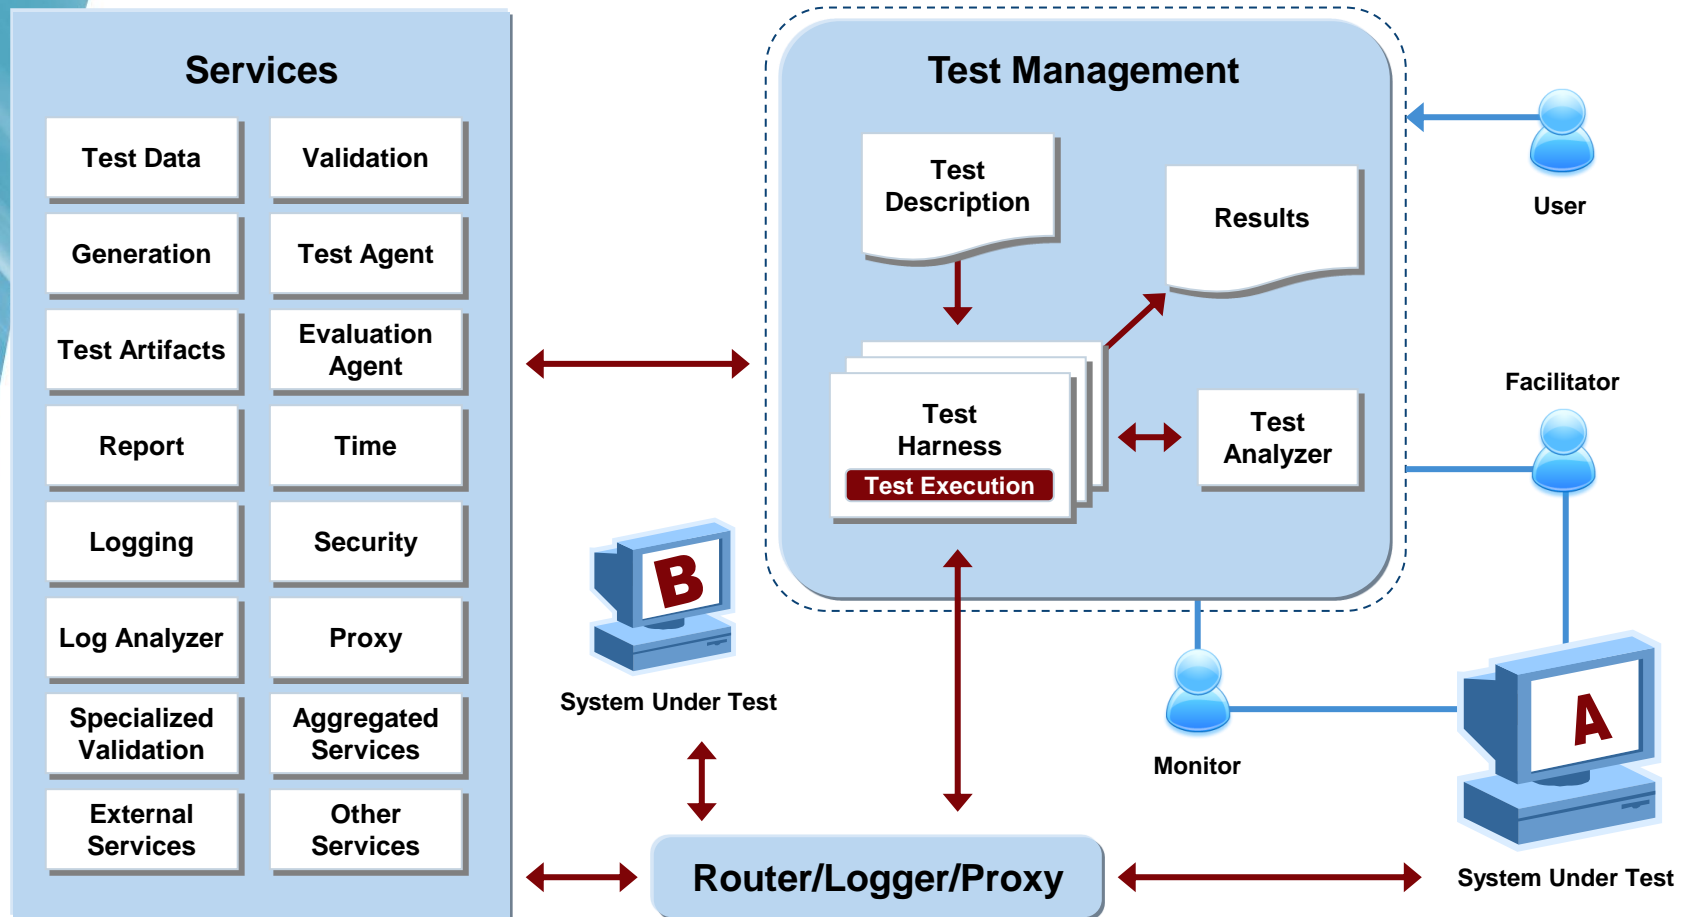 Services
Test Data
Validation
Generation
Test Agent
Test Artifacts
Evaluation
Agent
Report
Time
Logging
Security
Log Analyzer
Proxy
Specialized
Validation
Aggregated
Services
External
Services
Other
Services
Test Management
Test
Description
Results
Test
Harness
Test Execution
Test
Analyzer
User
Facilitator
B
System Under Test
Monitor
A
System Under Test
Router/Logger/Proxy